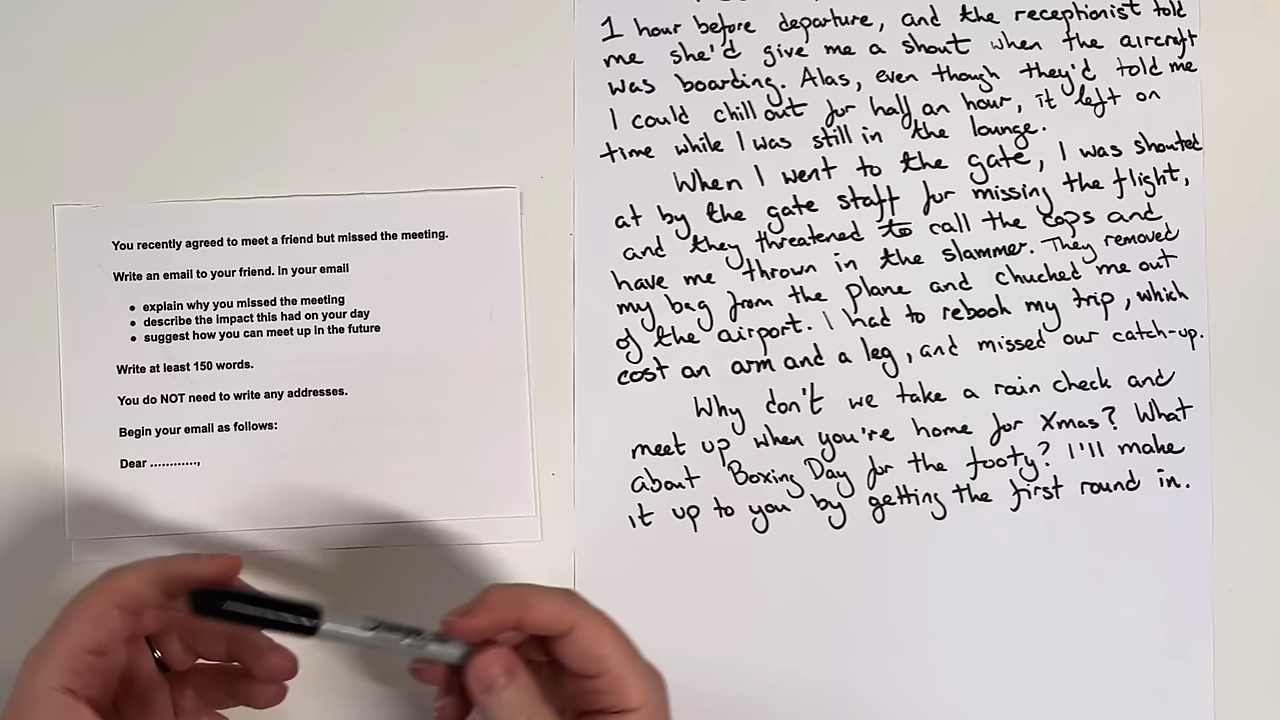 You recently agreed to meet a friend but missed the meeting.
Write an email to your friend. In your email
• explain why you missed the meeting
• describe the impact this had on your day
• suggest how you can meet up in the future
Write at least 150 words.
You do NOT need to write any addresses.
Begin your email as follows:
Dear ............,
1 hour before departure, and the receptionist told
me she'd give me a shout when the aircraft
was boarding. Alas, even though they'd told me
I could chill out for half an hour, it left on
time while I was still in the lounge.
When I went to the gate, I was shouted
at by the gate staff for missing the flight,
and they threatened to call the cops and
have me thrown in the slammer. They removed
my bag from the plane and chucked me out
of the airport. I had to rebook my trip, which
cost an arm and a leg, and missed our catch-up.
Why don't we take a rain check and
meet up when you're home for Xmas? What
about Boxing Day for the footy? I'll make
it up to you by getting the first round in.